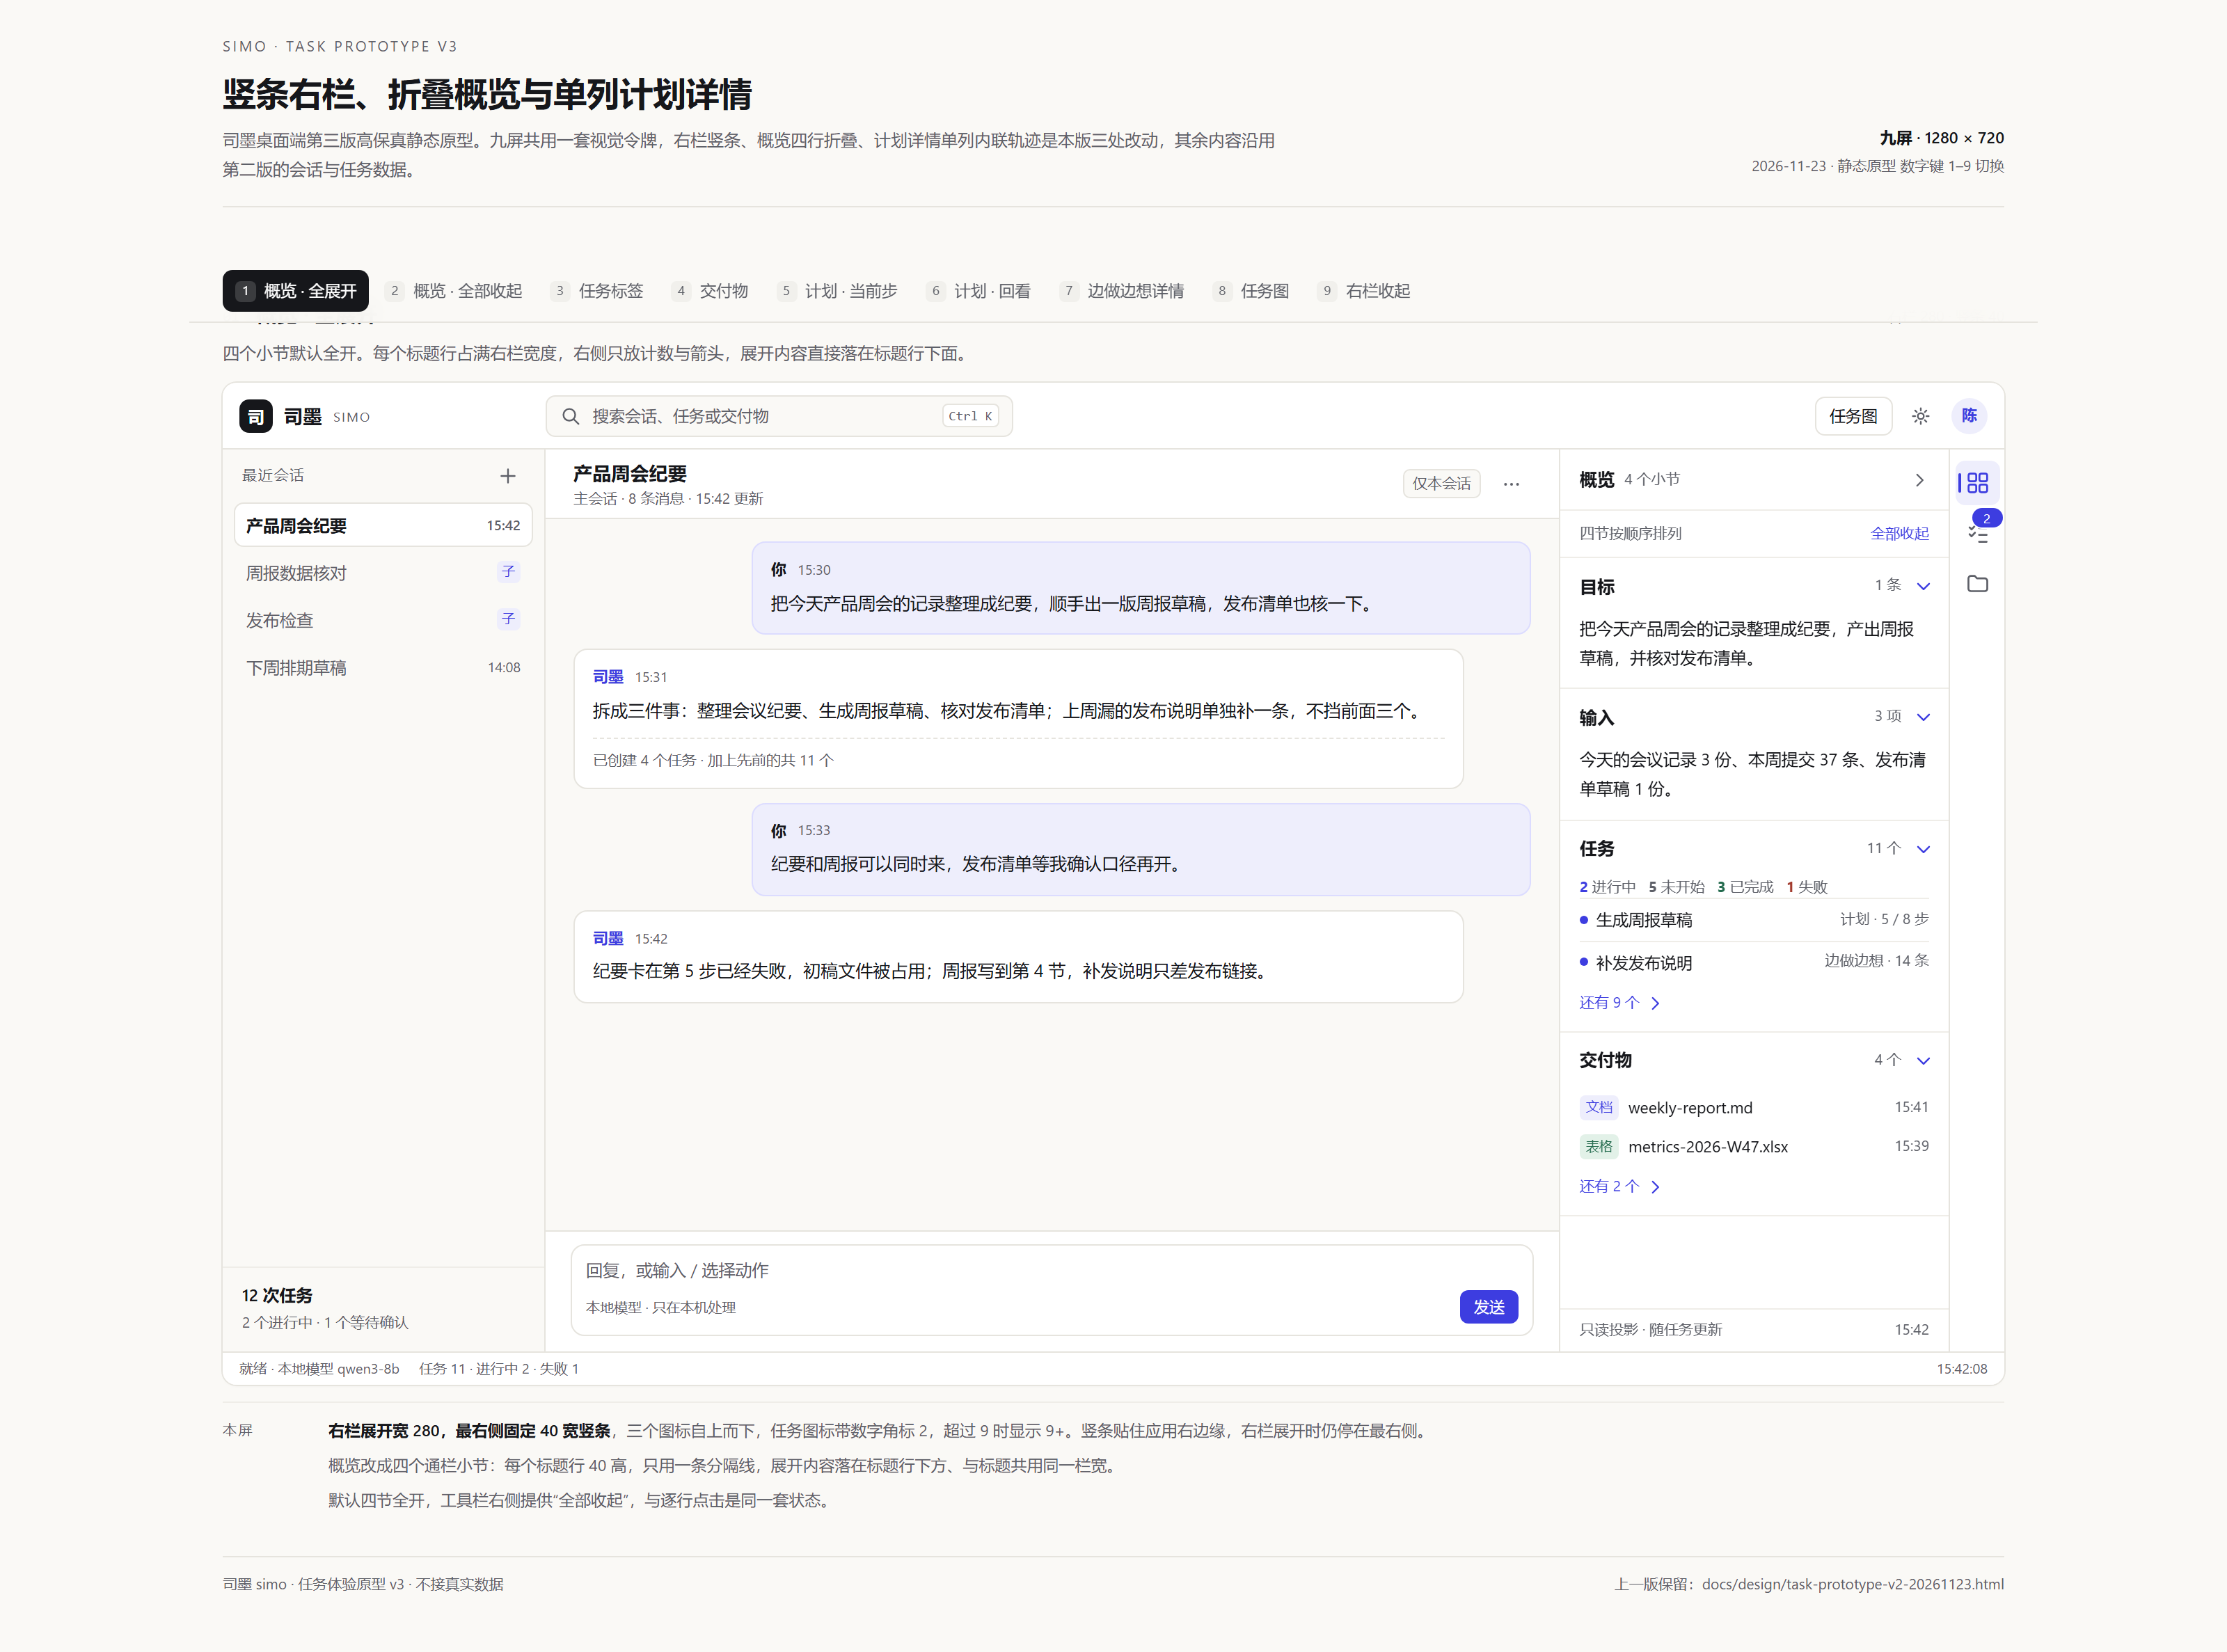 SIMO · TASK PROTOTYPE V3
竖条右栏、折叠概览与单列计划详情
司墨桌面端第三版高保真静态原型。九屏共用一套视觉令牌，右栏竖条、概览四行折叠、计划详情单列内联轨迹是本版三处改动，其余内容沿用
第二版的会话与任务数据。
九屏 · 1280 × 720
2026-11-23 · 静态原型 数字键 1–9 切换
1 概览 · 全展开
2 概览 · 全部收起
3 任务标签
4 交付物
5 计划 · 当前步
6 计划 · 回看
7 边做边想详情
8 任务图
9 右栏收起
四个小节默认全开。每个标题行占满右栏宽度，右侧只放计数与箭头，展开内容直接落在标题行下面。
司 司墨 SIMO
搜索会话、任务或交付物 Ctrl K
任务图
陈
最近会话
产品周会纪要 15:42
周报数据核对 子
发布检查 子
下周排期草稿 14:08
12 次任务
2 个进行中 · 1 个等待确认
产品周会纪要
主会话 · 8 条消息 · 15:42 更新
仅本会话
你 15:30
把今天产品周会的记录整理成纪要，顺手出一版周报草稿，发布清单也核一下。
司墨 15:31
拆成三件事：整理会议纪要、生成周报草稿、核对发布清单；上周漏的发布说明单独补一条，不挡前面三个。
已创建 4 个任务 · 加上先前的共 11 个
你 15:33
纪要和周报可以同时来，发布清单等我确认口径再开。
司墨 15:42
纪要卡在第 5 步已经失败，初稿文件被占用；周报写到第 4 节，补发说明只差发布链接。
回复，或输入 / 选择动作
本地模型 · 只在本机处理
发送
概览 4 个小节
四节按顺序排列 全部收起
目标 1 条
把今天产品周会的记录整理成纪要，产出周报
草稿，并核对发布清单。
输入 3 项
今天的会议记录 3 份、本周提交 37 条、发布清
单草稿 1 份。
任务 11 个
2 进行中 5 未开始 3 已完成 1 失败
生成周报草稿 计划 · 5 / 8 步
补发发布说明 边做边想 · 14 条
还有 9 个
交付物 4 个
文档 weekly-report.md 15:41
表格 metrics-2026-W47.xlsx 15:39
还有 2 个
只读投影 · 随任务更新 15:42
2
就绪 · 本地模型 qwen3-8b 任务 11 · 进行中 2 · 失败 1
15:42:08
本屏
右栏展开宽 280，最右侧固定 40 宽竖条，三个图标自上而下，任务图标带数字角标 2，超过 9 时显示 9+。竖条贴住应用右边缘，右栏展开时仍停在最右侧。
概览改成四个通栏小节：每个标题行 40 高，只用一条分隔线，展开内容落在标题行下方、与标题共用同一栏宽。
默认四节全开，工具栏右侧提供“全部收起”，与逐行点击是同一套状态。
司墨 simo · 任务体验原型 v3 · 不接真实数据
上一版保留：docs/design/task-prototype-v2-20261123.html